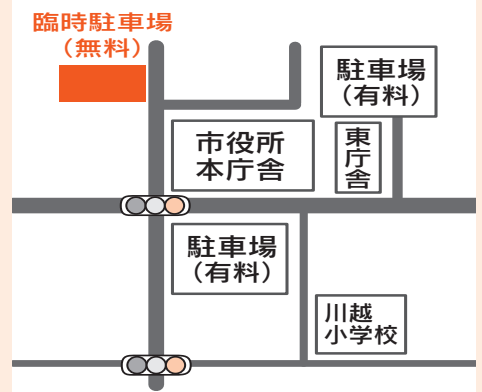 臨時駐車場
（無料）
駐車場
（有料）
市役所
本庁舎
東庁舎
駐車場
（有料）
川越
小学校